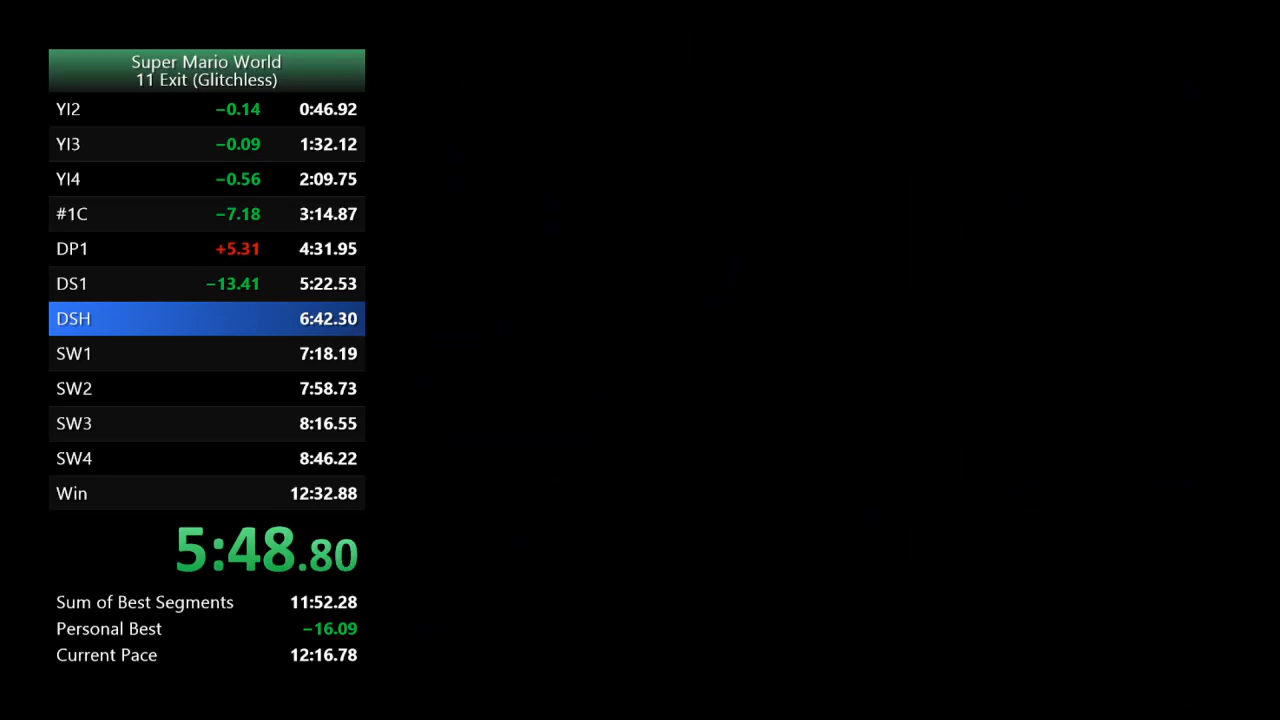 Super Mario World
11 Exit (Glitchless)
YI2 −0.14 0:46.92
YI3 −0.09 1:32.12
YI4 −0.56 2:09.75
#1C −7.18 3:14.87
DP1 +5.31 4:31.95
DS1 −13.41 5:22.53
DSH 6:42.30
SW1 7:18.19
SW2 7:58.73
SW3 8:16.55
SW4 8:46.22
Win 12:32.88
5:48.80
Sum of Best Segments 11:52.28
Personal Best −16.09
Current Pace 12:16.78